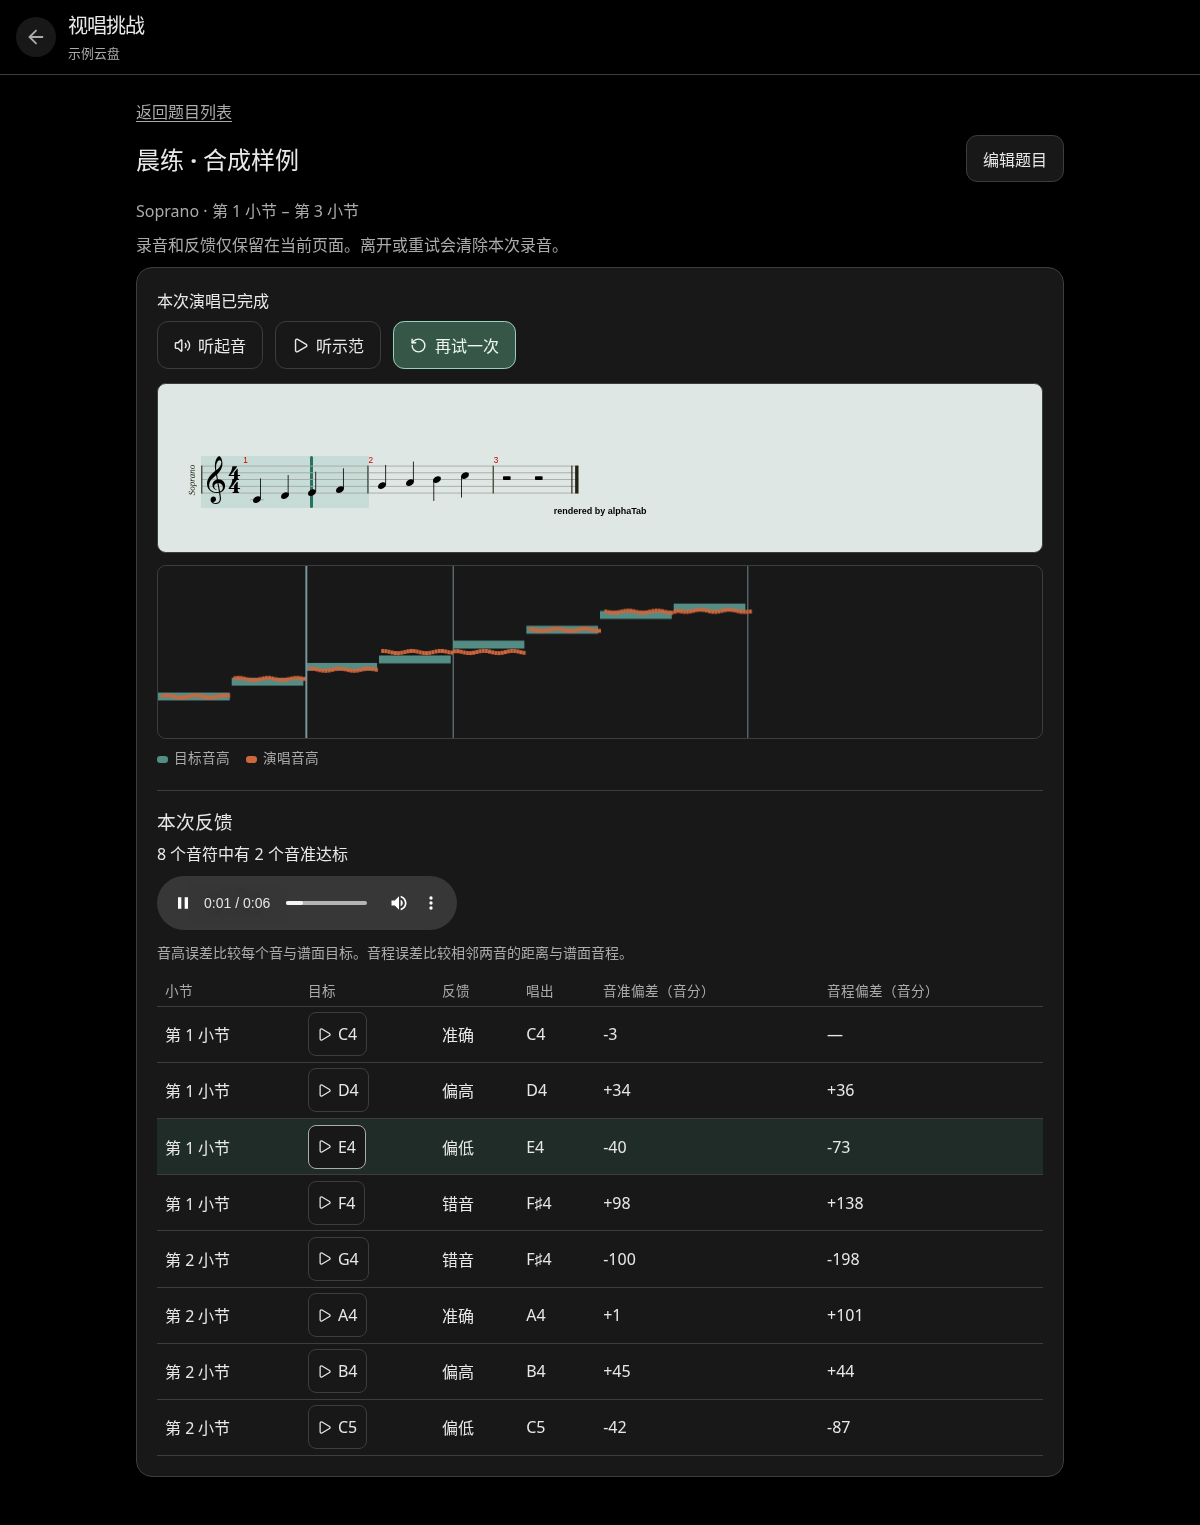 视唱挑战
示例云盘
返回题目列表
晨练 · 合成样例
编辑题目
Soprano · 第 1 小节 – 第 3 小节
录音和反馈仅保留在当前页面。离开或重试会清除本次录音。
本次演唱已完成
听起音 听示范 再试一次
1 2 3
Soprano
4
4
rendered by alphaTab
目标音高 演唱音高
本次反馈
8 个音符中有 2 个音准达标
0:01 / 0:06
音高误差比较每个音与谱面目标。音程误差比较相邻两音的距离与谱面音程。
小节 目标 反馈 唱出 音准偏差（音分） 音程偏差（音分）
第 1 小节 C4 准确 C4 -3 —
第 1 小节 D4 偏高 D4 +34 +36
第 1 小节 E4 偏低 E4 -40 -73
第 1 小节 F4 错音 F♯4 +98 +138
第 2 小节 G4 错音 F♯4 -100 -198
第 2 小节 A4 准确 A4 +1 +101
第 2 小节 B4 偏高 B4 +45 +44
第 2 小节 C5 偏低 C5 -42 -87